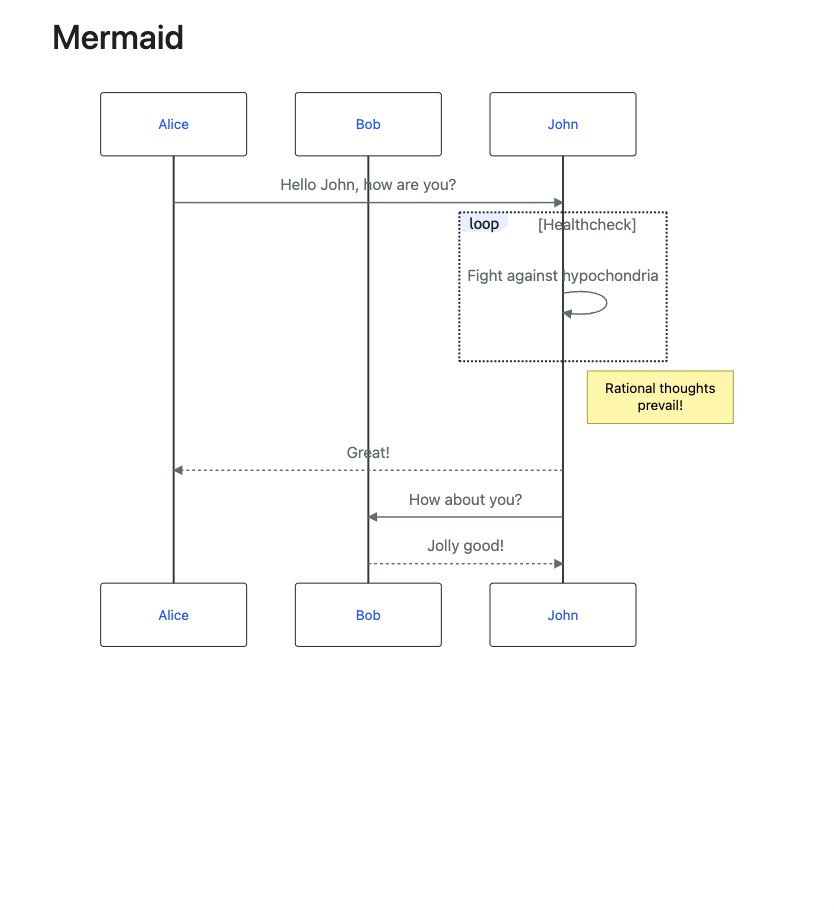 Mermaid
Alice
Bob
John
Hello John, how are you?
loop
[Healthcheck]
Fight against hypochondria
Rational thoughts
prevail!
Great!
How about you?
Jolly good!
Alice
Bob
John